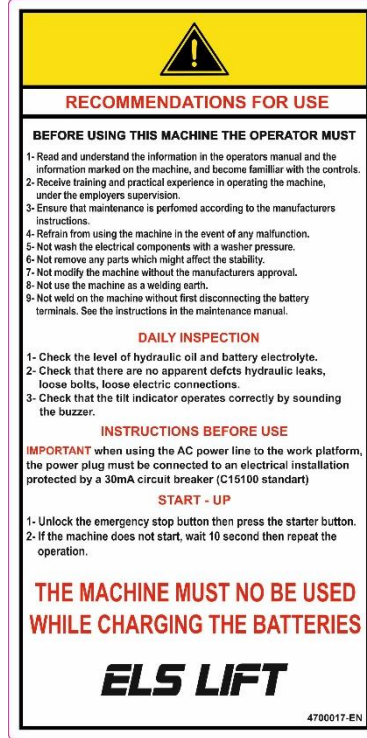 RECOMMENDATIONS FOR USE
BEFORE USING THIS MACHINE THE OPERATOR MUST
1- Read and understand the information in the operators manual and the
information marked on the machine, and become familliar with the controls.
2- Receive training and practical experience in operating the machine,
under the employers supervision.
3- Ensure that maintenance is perfomed according to the manufacturers
instructions.
4- Refrain from using the machine in the event of any malfunction.
5- Not wash the electrical components with a washer pressure.
6- Not remove any parts which might affect the stability.
7- Not modify the machine without the manufacturers approval.
8- Not use the machine as a welding earth.
9- Not weld on the machine without first disconnecting the battery
terminals. See the instructions in the maintenance manual.
DAILY INSPECTION
1- Check the level of hydraulic oil and battery electrolyte.
2- Check that there are no apparent defcts hydraulic leaks,
loose bolts, loose electric connections.
3- Check that the tilt indicator operates correctly by sounding
the buzzer.
INSTRUCTIONS BEFORE USE
IMPORTANT when using the AC power line to the work platform,
the power plug must be connected to an electrical installation
protected by a 30mA circuit breaker (C15100 standart)
START - UP
1- Unlock the emergency stop button then press the starter button.
2- If the machine does not start, wait 10 second then repeat the
operation.
THE MACHINE MUST NO BE USED
WHILE CHARGING THE BATTERIES
ELS LIFT
4700017-EN